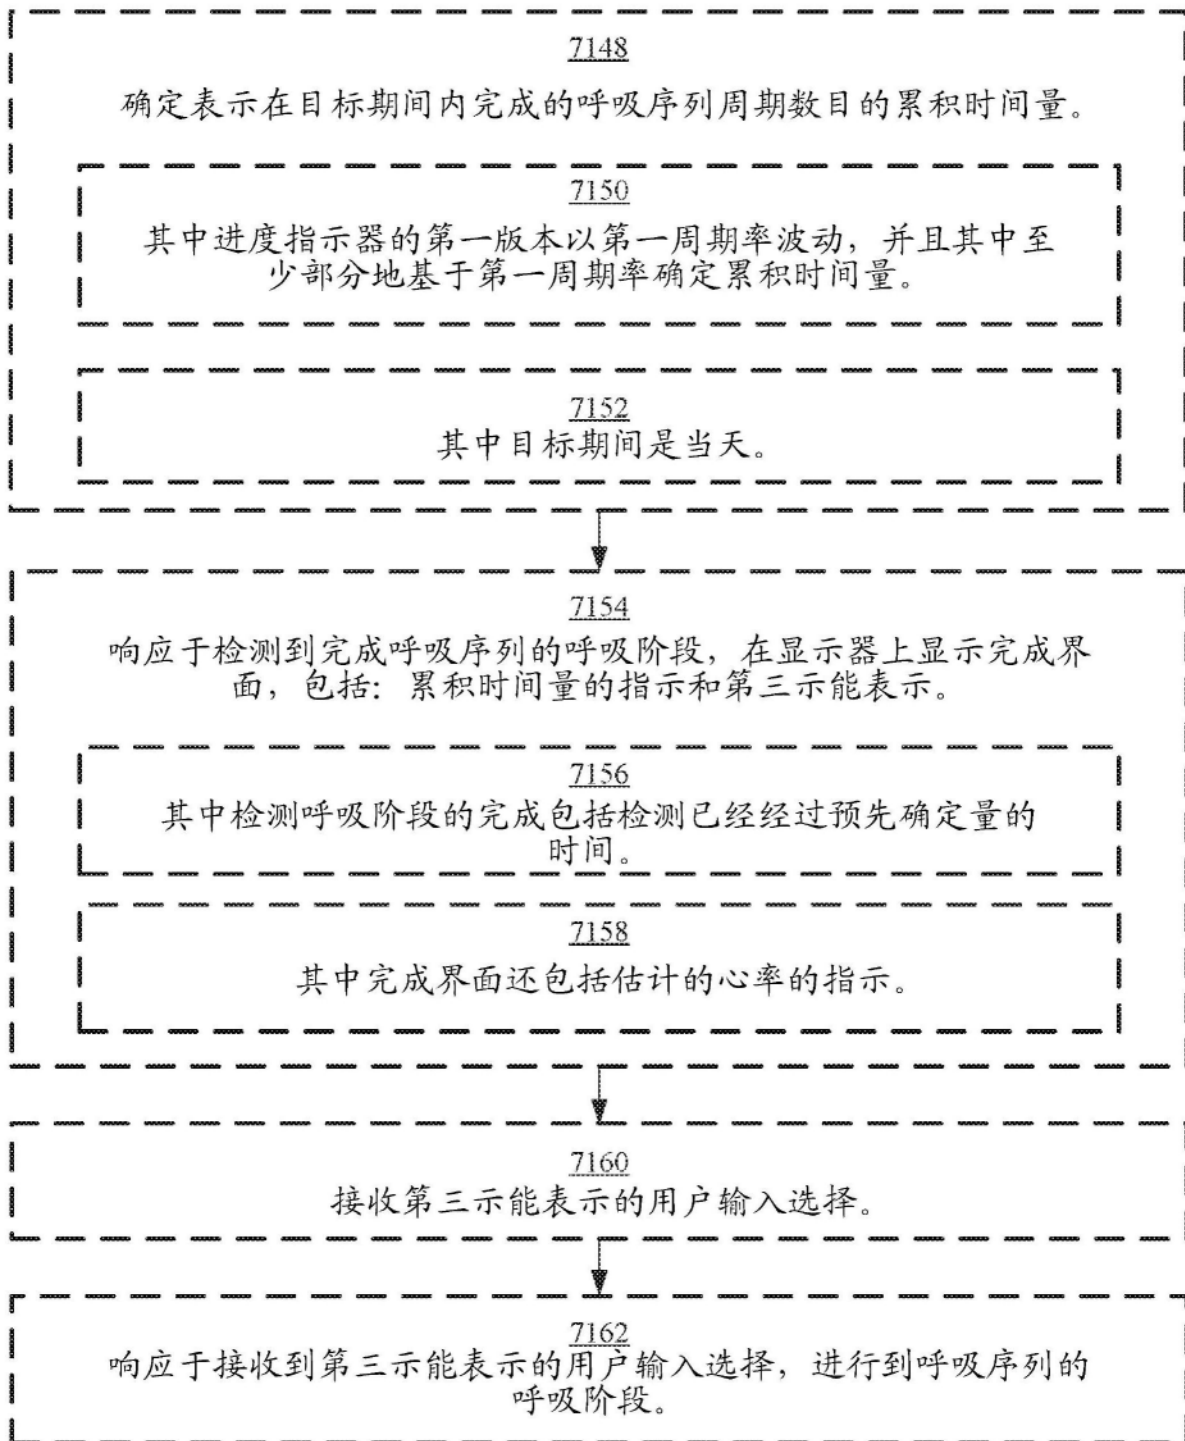 7148
确定表示在目标期间内完成的呼吸序列周期数目的累积时间量。
7150
其中进度指示器的第一版本以第一周期率波动，并且其中至
少部分地基于第一周期率确定累积时间量。
7152
其中目标期间是当天。
7154
响应于检测到完成呼吸序列的呼吸阶段，在显示器上显示完成界
面，包括：累积时间量的指示和第三示能表示。
7156
其中检测呼吸阶段的完成包括检测已经经过预先确定量的
时间。
7158
其中完成界面还包括估计的心率的指示。
7160
接收第三示能表示的用户输入选择。
7162
响应于接收到第三示能表示的用户输入选择，进行到呼吸序列的
呼吸阶段。